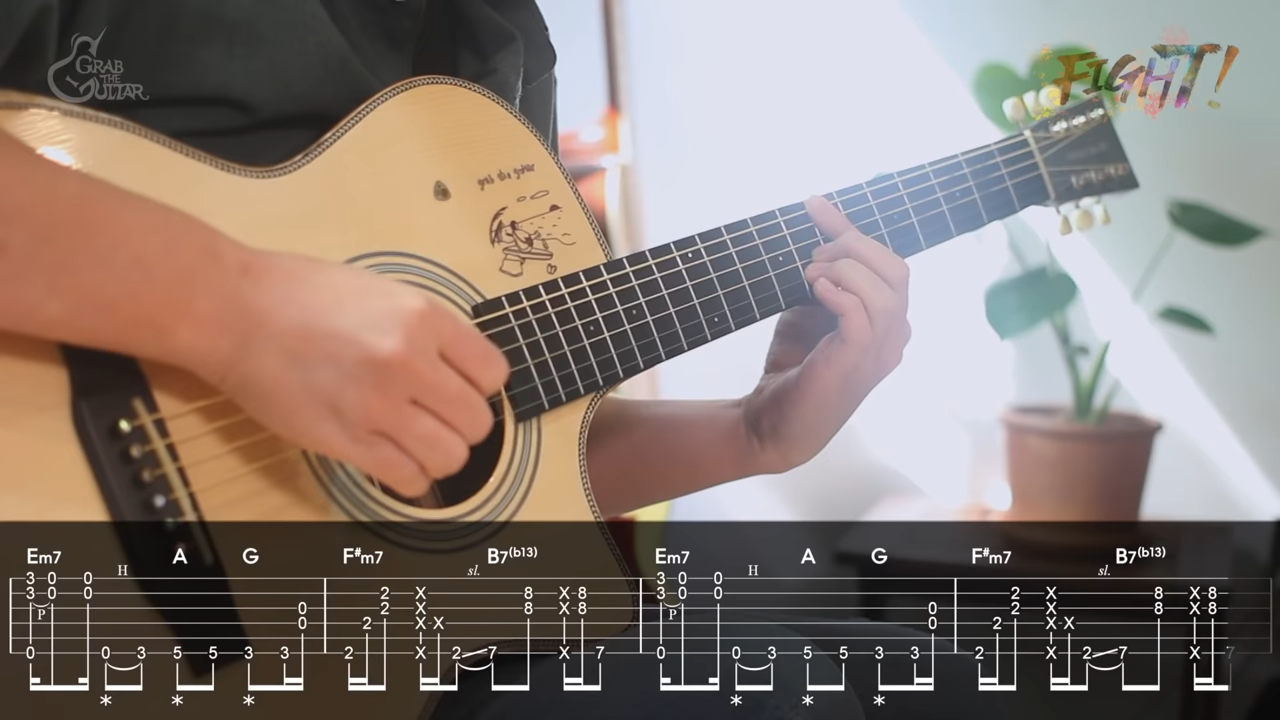 GRAB
THE
GUITAR
FIGHT!
grab the guitar
Em7 A G F#m7 B7(b13) Em7 A G F#m7 B7(b13)
H sl. H sl.
3 0 0 3 0 0
3 0 0 2 X 8 X 8 3 0 0 2 X 8 X 8
P 0 2 X 8 X 8 P 0 2 X 8 X 8
0 2 X X 0 2 X X
0 0 3 5 5 3 3 2 X 2 7 X 7 0 0 3 5 5 3 3 2 X 2 7 X 7
* * * * * *